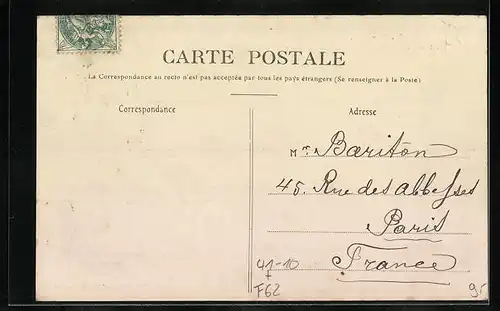 CARTE POSTALE
La Correspondance au recto n'est pas acceptée par tous les pays étrangers (Se renseigner à la Poste)
Correspondance
Adresse
Mr. Bariton
45, Rue des abbesses
Paris
France
41-10
F62
95